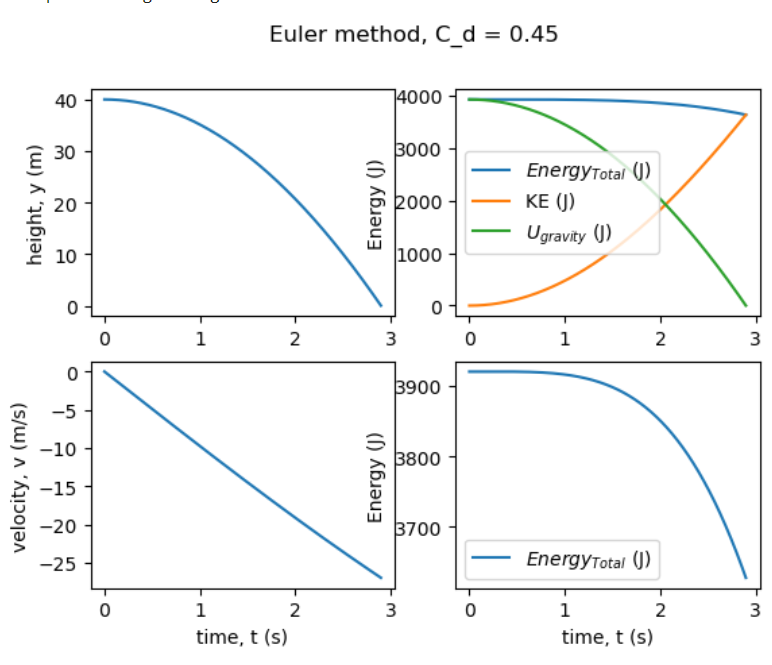 Euler method, C_d = 0.45
height, y (m)
40
30
20
10
0
0 1 2 3
Energy (J)
4000
3000
2000
1000
0
Energy_Total (J)
KE (J)
U_gravity (J)
0 1 2 3
velocity, v (m/s)
0
−5
−10
−15
−20
−25
0 1 2 3
time, t (s)
Energy (J)
3900
3800
3700
Energy_Total (J)
0 1 2 3
time, t (s)